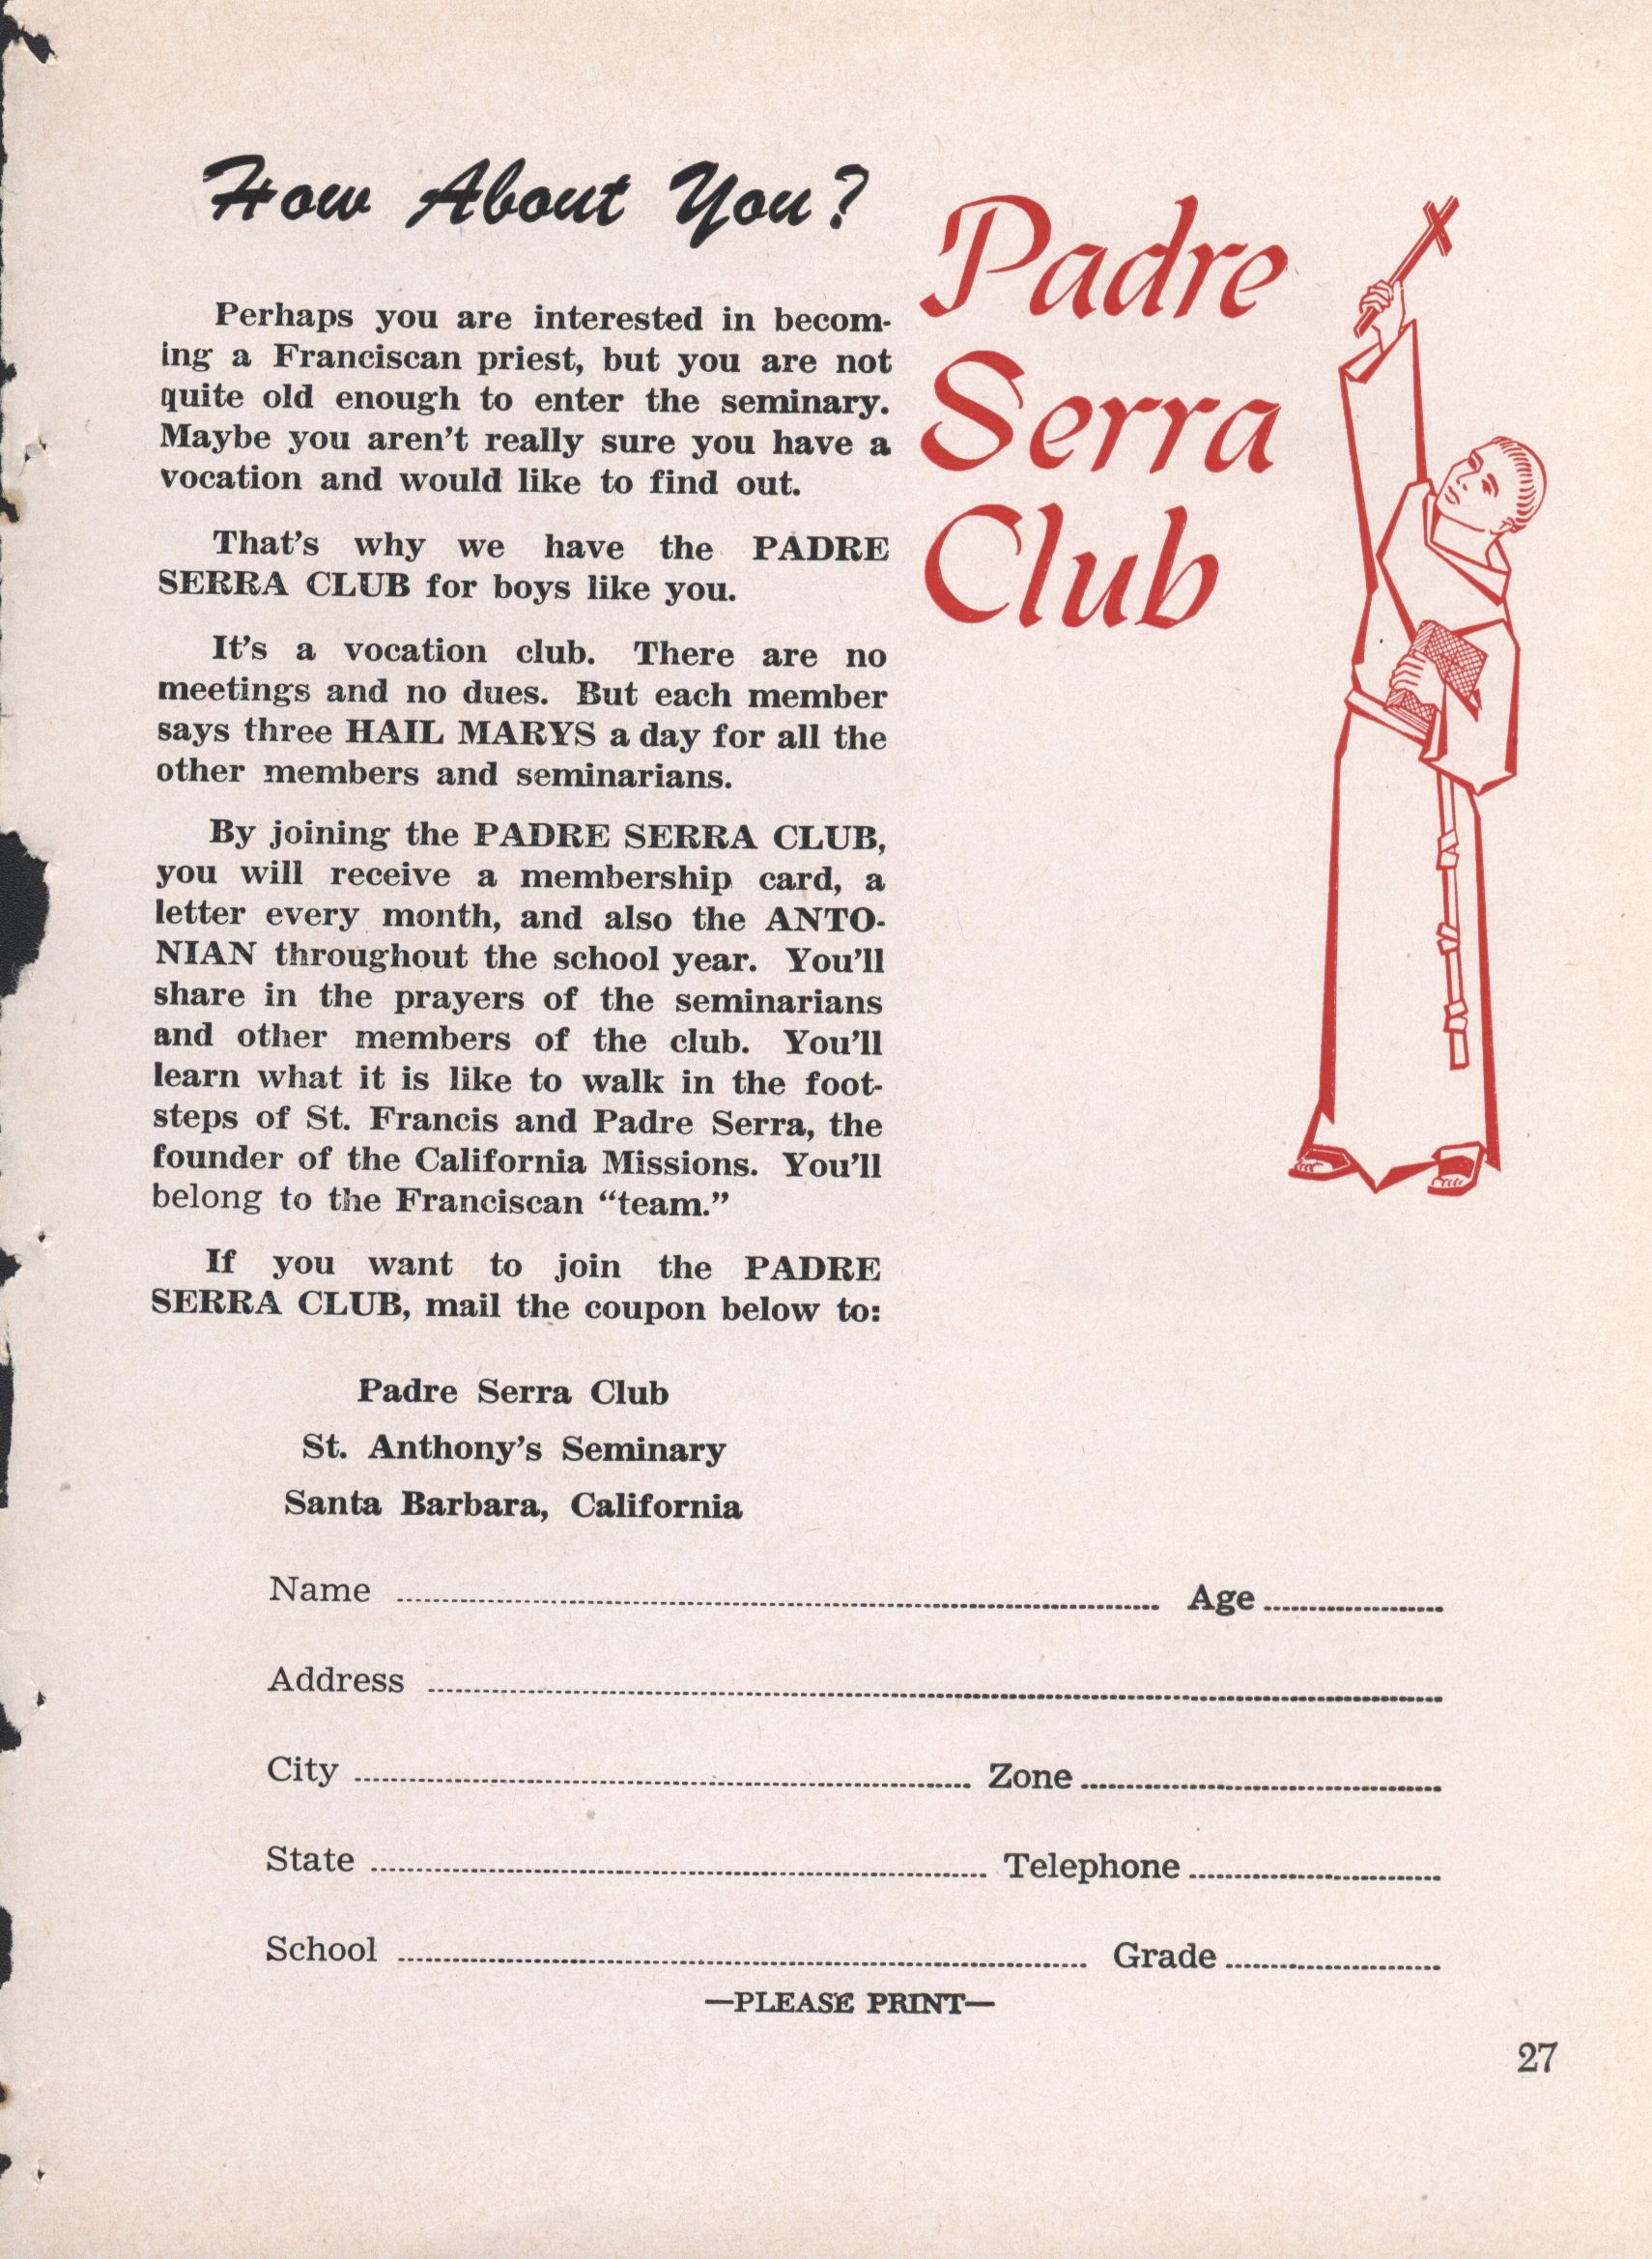 How About You?
Perhaps you are interested in becom-
ing a Franciscan priest, but you are not
quite old enough to enter the seminary.
Maybe you aren't really sure you have a
vocation and would like to find out.
That's why we have the PADRE
SERRA CLUB for boys like you.
It's a vocation club. There are no
meetings and no dues. But each member
says three HAIL MARYS a day for all the
other members and seminarians.
By joining the PADRE SERRA CLUB,
you will receive a membership card, a
letter every month, and also the ANTO-
NIAN throughout the school year. You'll
share in the prayers of the seminarians
and other members of the club. You'll
learn what it is like to walk in the foot-
steps of St. Francis and Padre Serra, the
founder of the California Missions. You'll
belong to the Franciscan “team.”
If you want to join the PADRE
SERRA CLUB, mail the coupon below to:
Padre Serra Club
St. Anthony's Seminary
Santa Barbara, California
Padre
Serra
Club
Name Age
Address
City Zone
State Telephone
School Grade
—PLEASE PRINT—
27